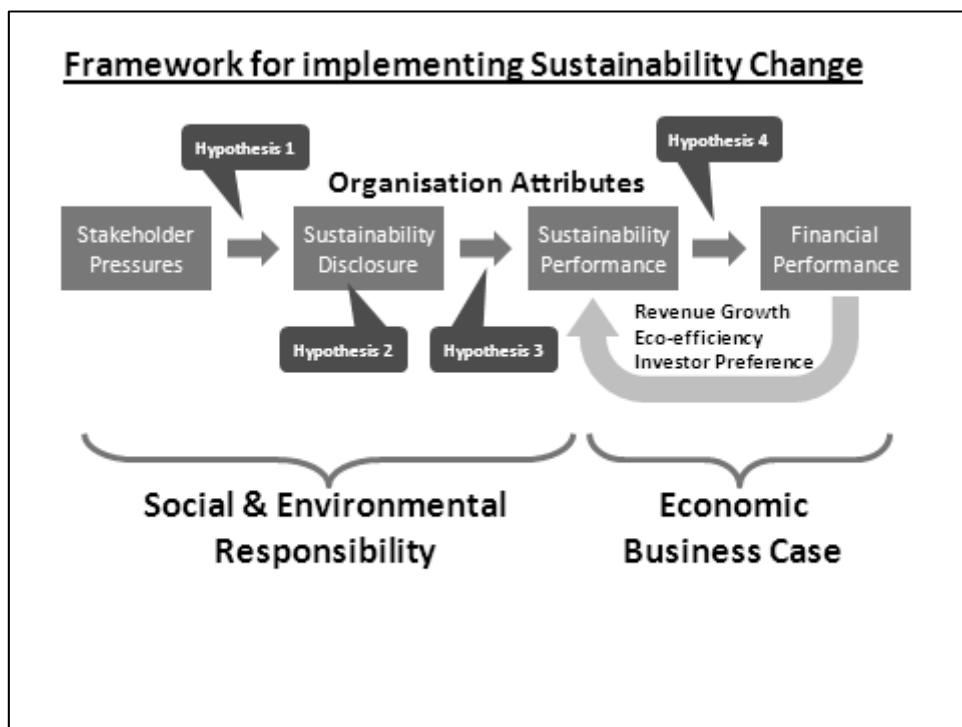 Framework for implementing Sustainability Change
Hypothesis 1
Hypothesis 4
Organisation Attributes
Stakeholder
Pressures
Sustainability
Disclosure
Sustainability
Performance
Financial
Performance
Hypothesis 2
Hypothesis 3
Revenue Growth
Eco-efficiency
Investor Preference
Social & Environmental
Responsibility
Economic
Business Case